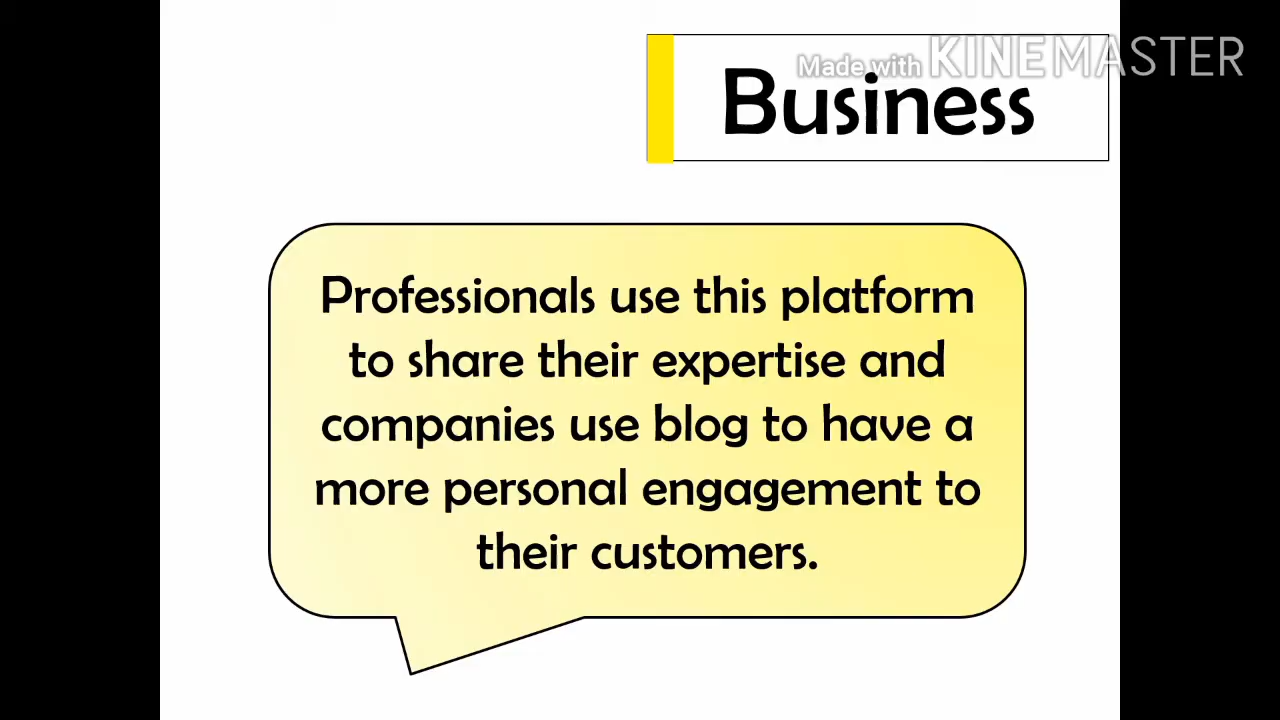 Made with KINEMASTER
Business
Professionals use this platform
to share their expertise and
companies use blog to have a
more personal engagement to
their customers.